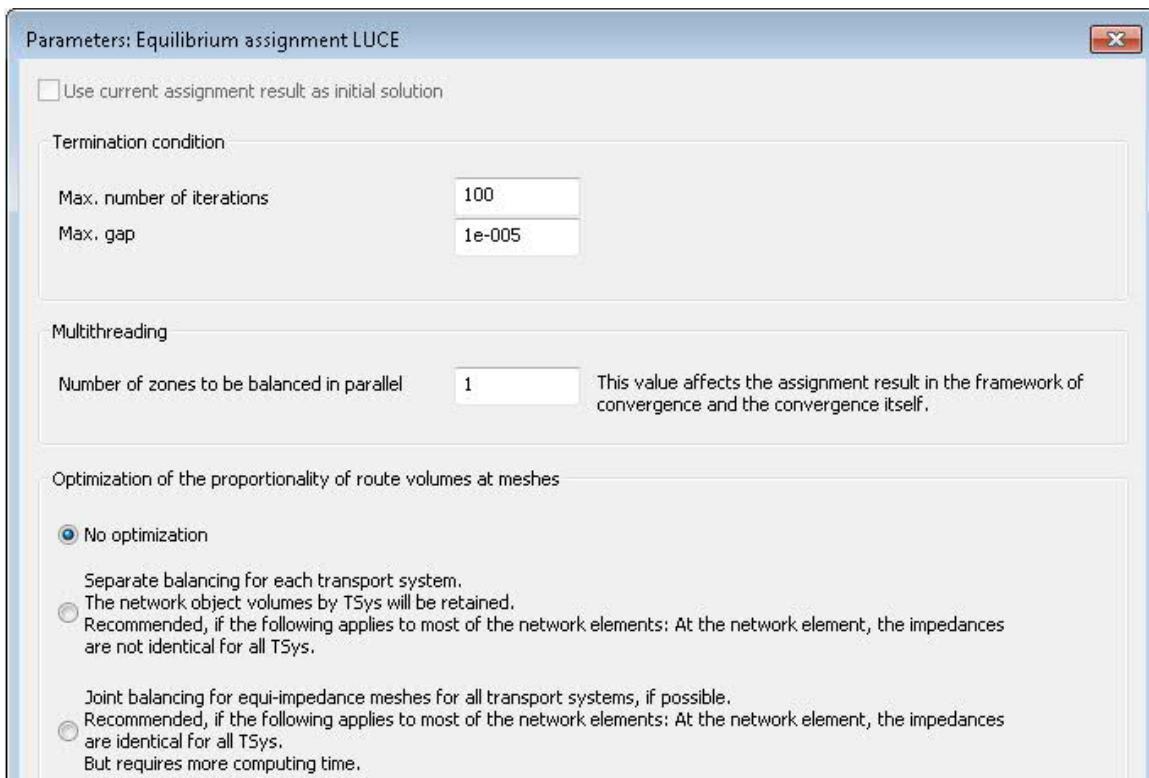 Parameters: Equilibrium assignment LUCE
Use current assignment result as initial solution
Termination condition
Max. number of iterations 100
Max. gap 1e-005
Multithreading
Number of zones to be balanced in parallel 1 This value affects the assignment result in the framework of
convergence and the convergence itself.
Optimization of the proportionality of route volumes at meshes
No optimization
Separate balancing for each transport system.
The network object volumes by TSys will be retained.
Recommended, if the following applies to most of the network elements: At the network element, the impedances
are not identical for all TSys.
Joint balancing for equi-impedance meshes for all transport systems, if possible.
Recommended, if the following applies to most of the network elements: At the network element, the impedances
are identical for all TSys.
But requires more computing time.